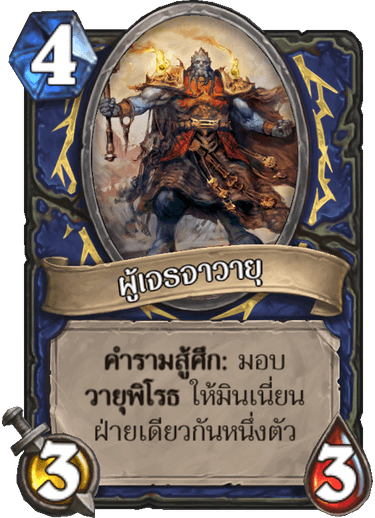 4
ผู้เจรจาวายุ
คำรามสู้ศึก: มอบ
วายุพิโรธ ให้มินเนี่ยน
ฝ่ายเดียวกันหนึ่งตัว
3
3